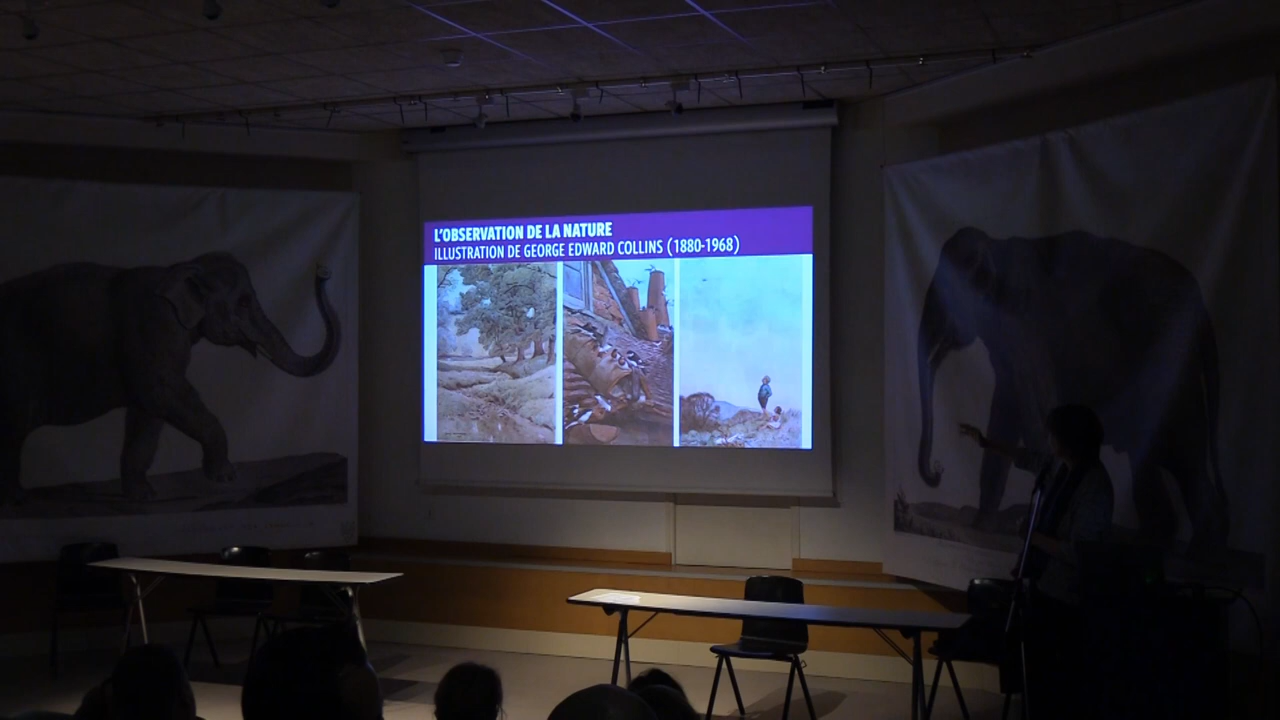 L'OBSERVATION DE LA NATURE
ILLUSTRATION DE GEORGE EDWARD COLLINS (1880-1968)